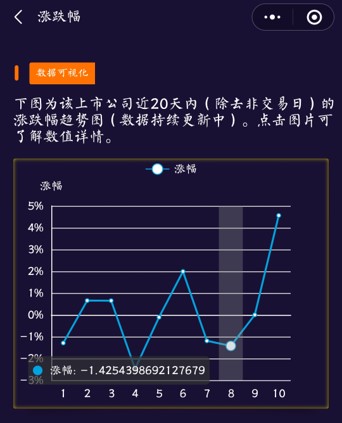 涨跌幅
数据可视化
下图为该上市公司近20天内（除去非交易日）的
涨跌幅趋势图（数据持续更新中）。点击图片可
了解数值详情。
涨幅
涨幅
5%
4%
3%
2%
1%
0%
-1%
-2%
涨幅: -1.4254398692127679
-3%
1 2 3 4 5 6 7 8 9 10